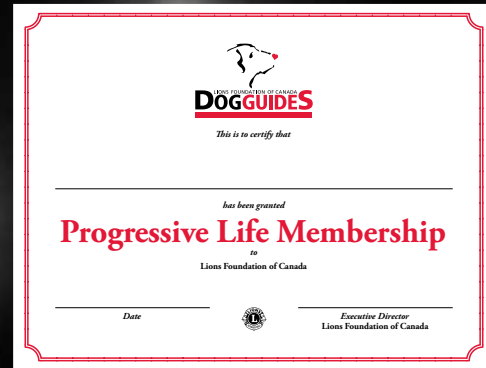 LIONS FOUNDATION OF CANADA
DOGGUIDES
This is to certify that
has been granted
Progressive Life Membership
to
Lions Foundation of Canada
Date
L
Executive Director
Lions Foundation of Canada